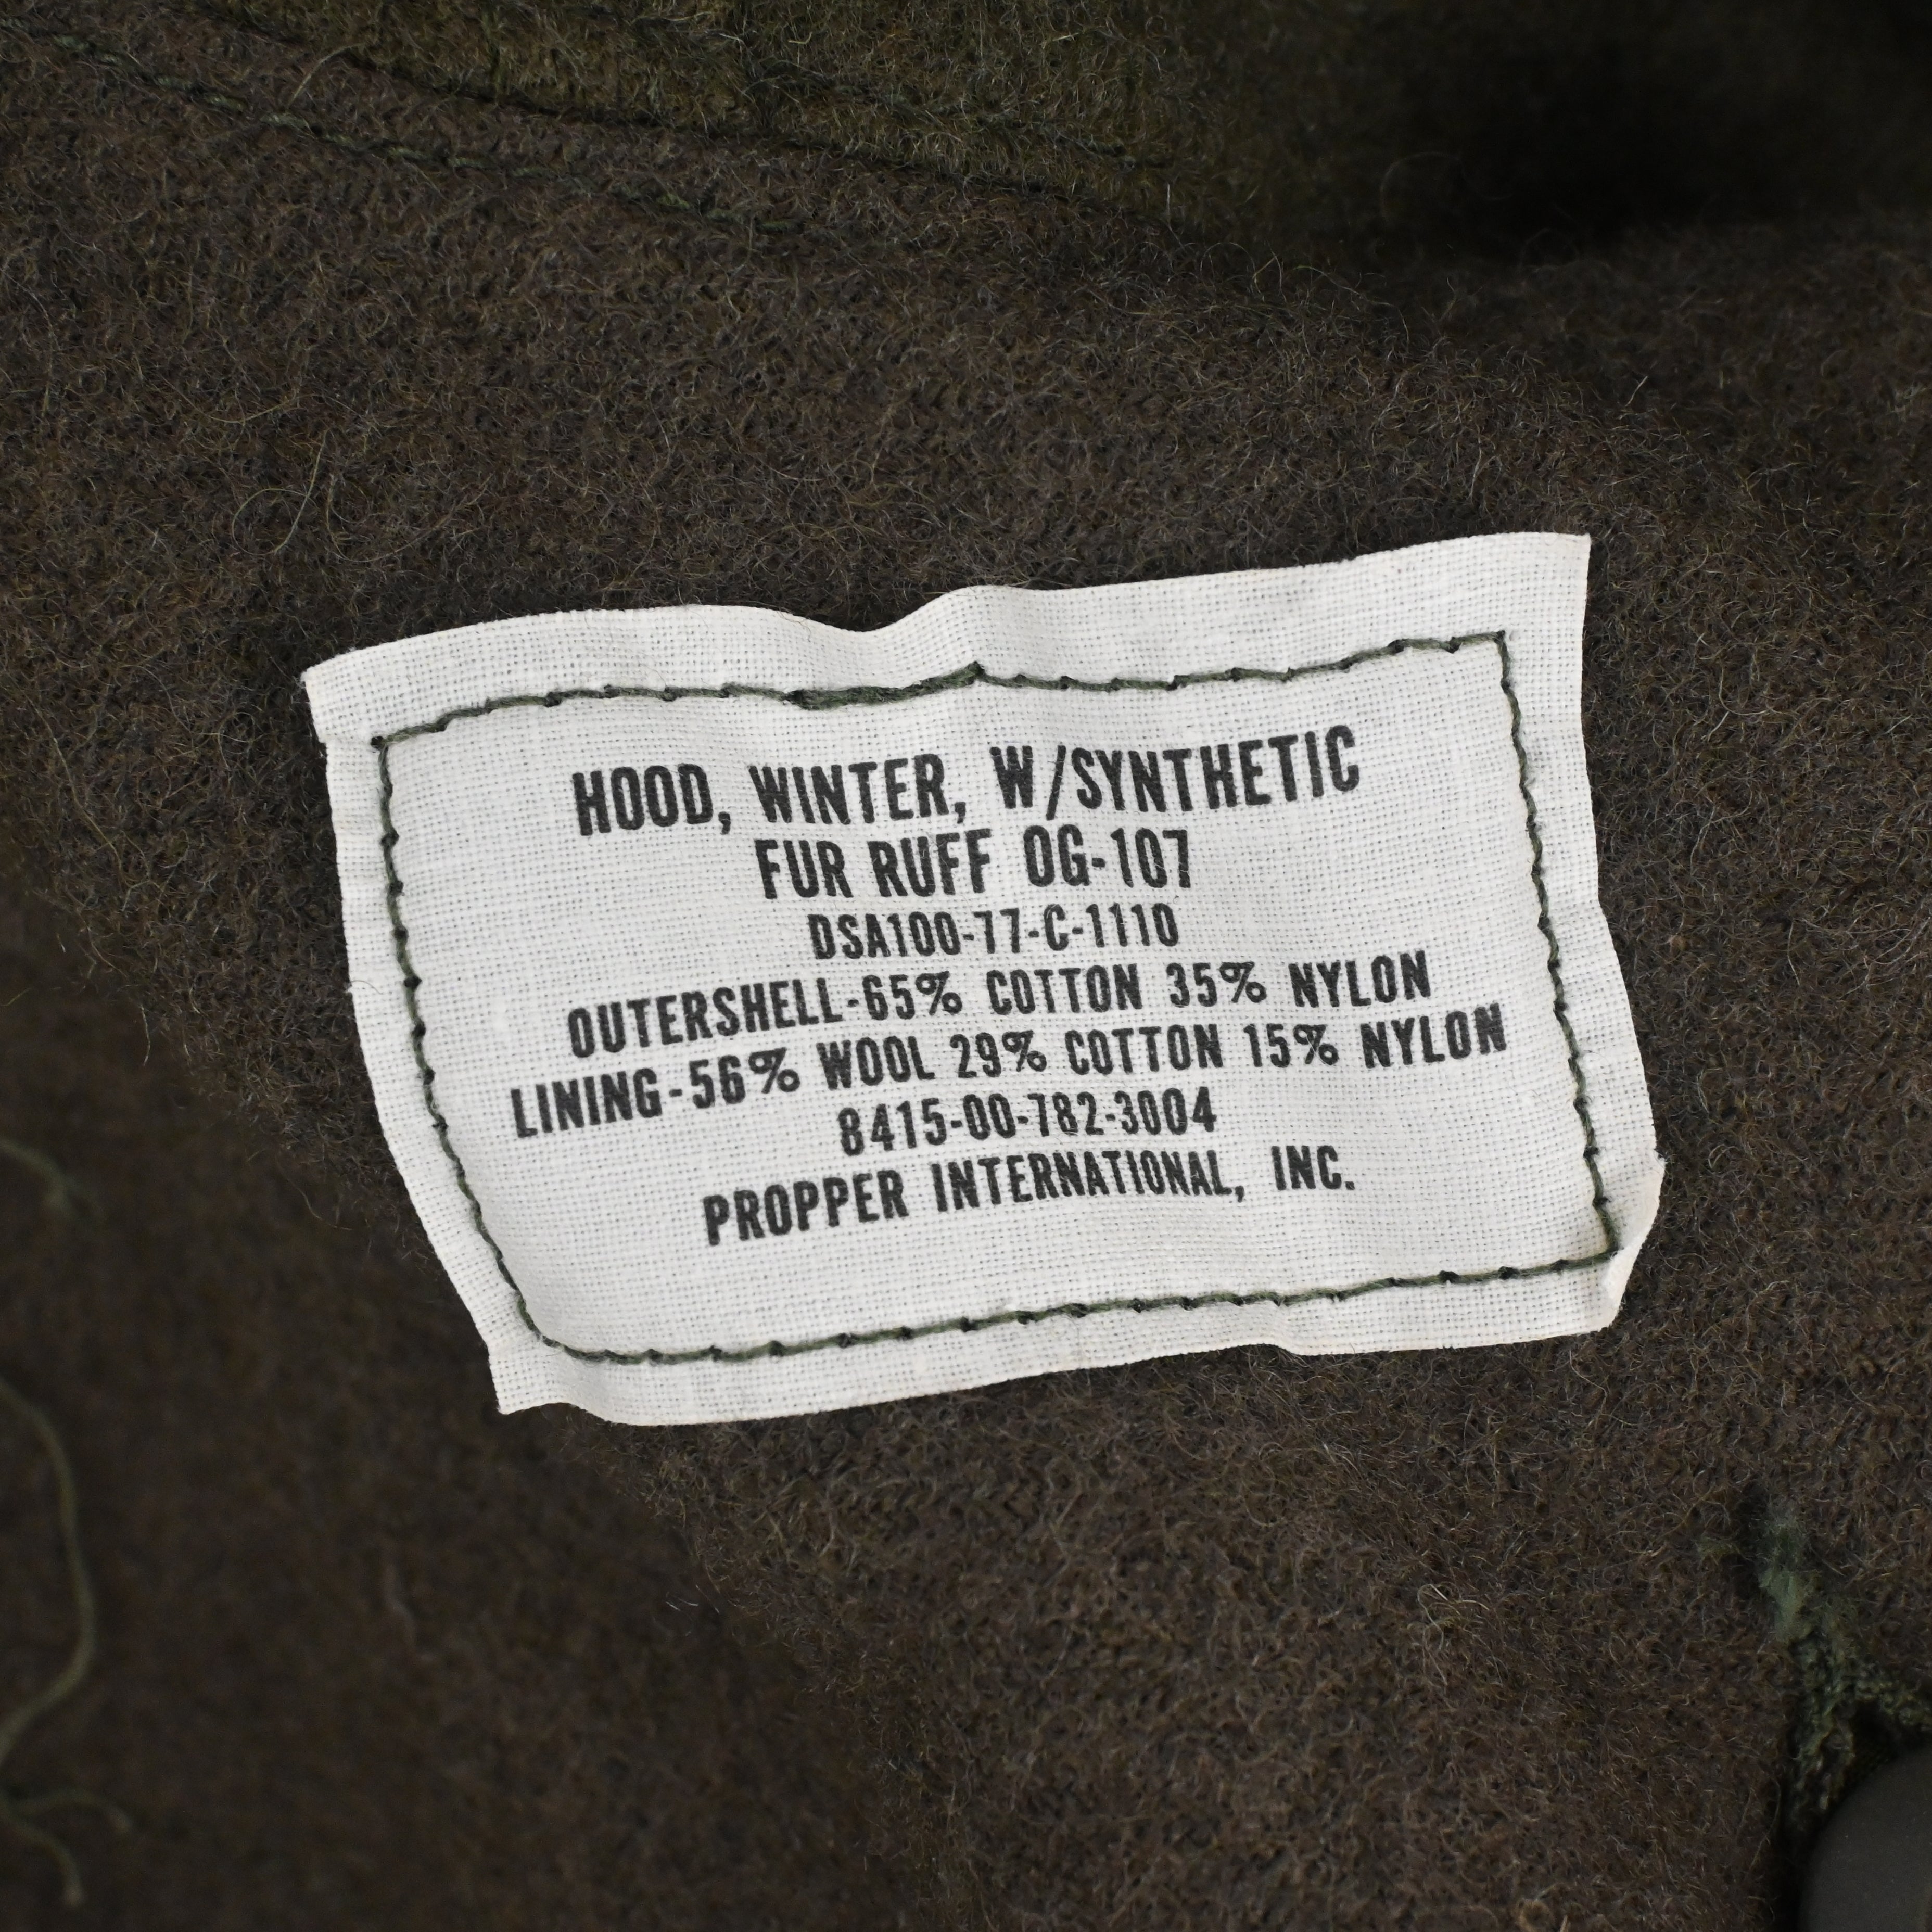 HOOD, WINTER, W/SYNTHETIC
FUR RUFF OG-107
DSA100-77-C-1110
OUTERSHELL-65% COTTON 35% NYLON
LINING-56% WOOL 29% COTTON 15% NYLON
8415-00-782-3004
PROPPER INTERNATIONAL, INC.